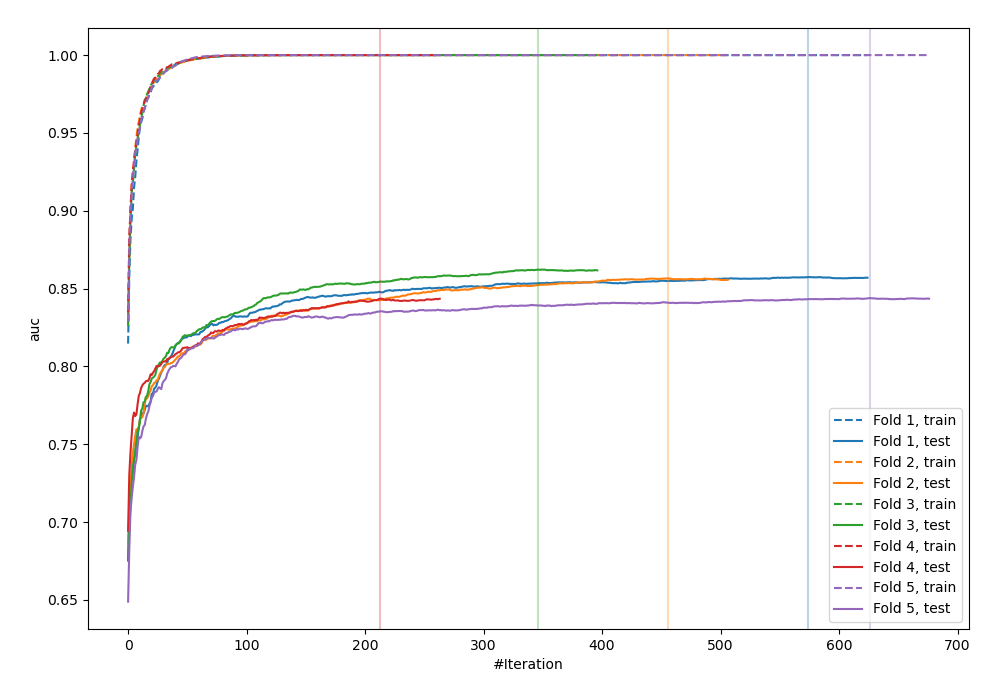 1.00
0.95
0.90
0.85
0.80
0.75
0.70
0.65
auc
0 100 200 300 400 500 600 700
#Iteration
Fold 1, train
Fold 1, test
Fold 2, train
Fold 2, test
Fold 3, train
Fold 3, test
Fold 4, train
Fold 4, test
Fold 5, train
Fold 5, test